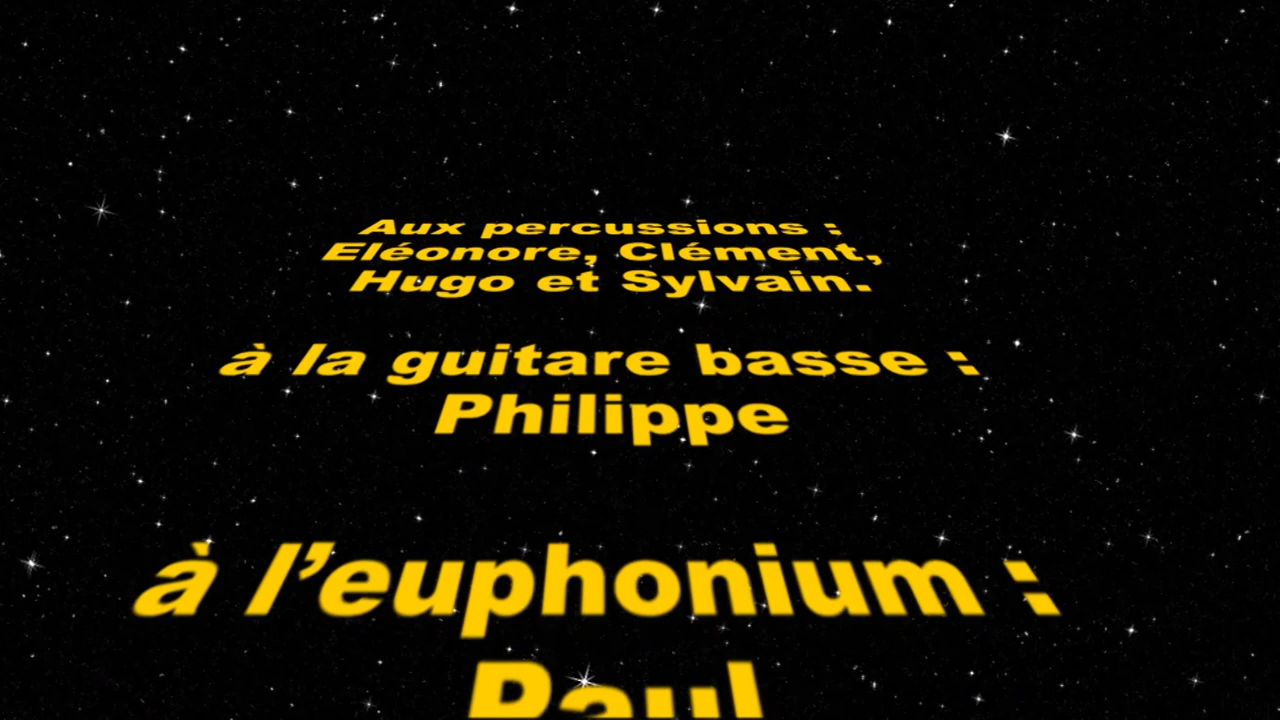 Aux percussions :
Eléonore, Clément,
Hugo et Sylvain.
à la guitare basse :
Philippe
à l’euphonium :
Paul